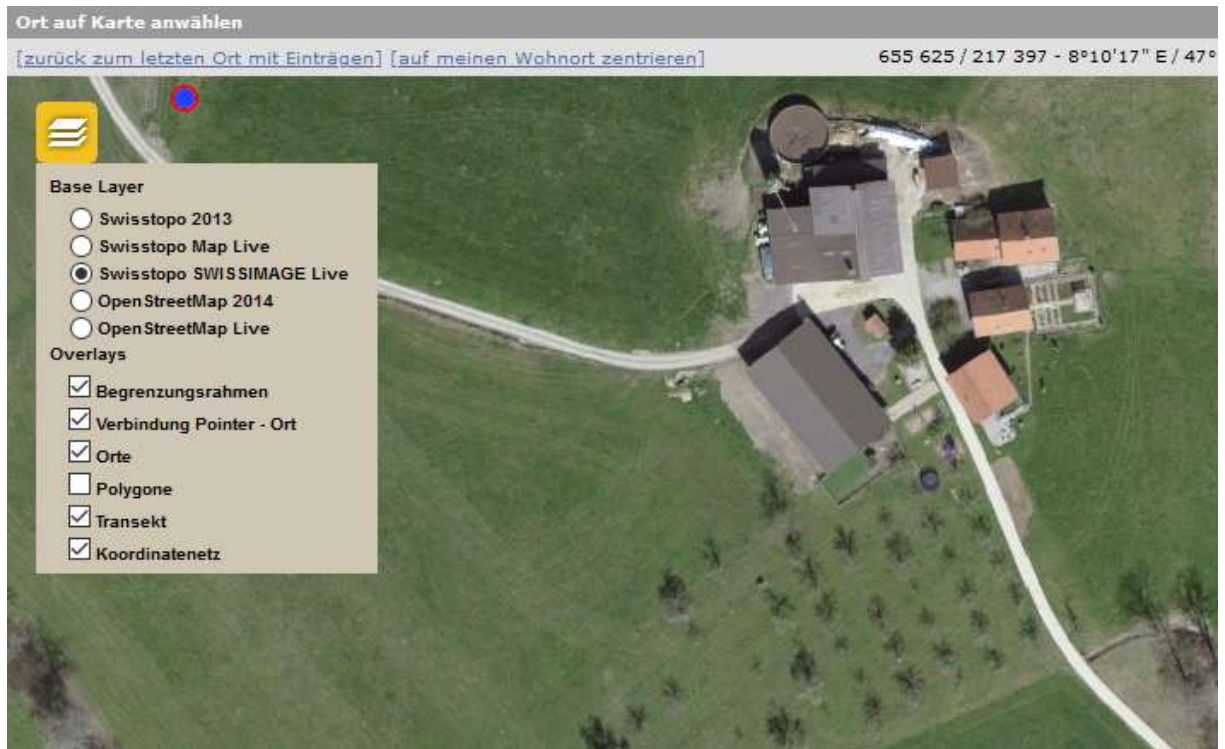 Ort auf Karte anwählen
[zurück zum letzten Ort mit Einträgen] [auf meinen Wohnort zentrieren] 655 625 / 217 397 - 8°10'17" E / 47°
Base Layer
Swisstopo 2013
Swisstopo Map Live
Swisstopo SWISSIMAGE Live
OpenStreetMap 2014
OpenStreetMap Live
Overlays
Begrenzungsrahmen
Verbindung Pointer - Ort
Orte
Polygone
Transekt
Koordinatenetz